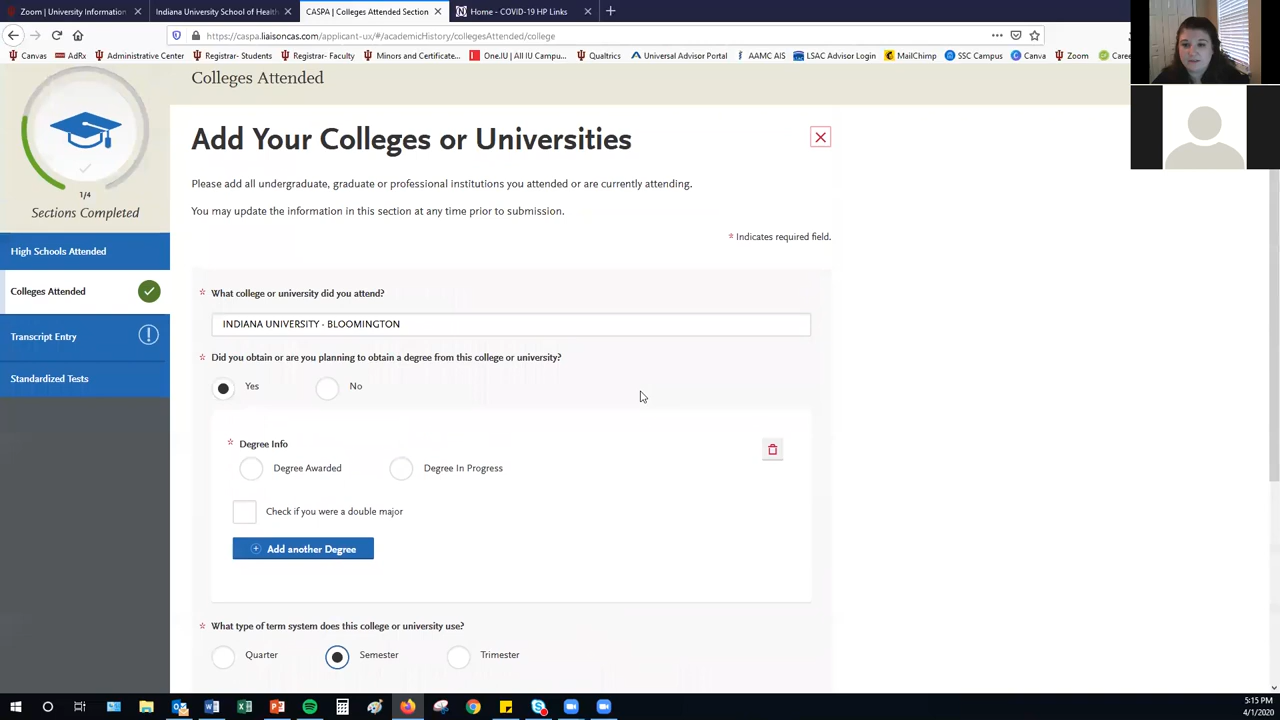 Zoom | University Information
Indiana University School of Health
CASPA | Colleges Attended Section
Home - COVID-19 HP Links
https://caspa.liaisoncas.com/applicant-ux/#/academicHistory/collegesAttended/college
Canvas
AdRx
Administrative Center
Registrar- Students
Registrar- Faculty
Minors and Certificate...
One.IU | All IU Campu...
Qualtrics
Universal Advisor Portal
AAMC AIS
LSAC Advisor Login
MailChimp
SSC Campus
Canva
Zoom
Colleges Attended
1/4
Sections Completed
High Schools Attended
Colleges Attended
Transcript Entry
Standardized Tests
Add Your Colleges or Universities
Please add all undergraduate, graduate or professional institutions you attended or are currently attending.
You may update the information in this section at any time prior to submission.
* Indicates required field.
* What college or university did you attend?
INDIANA UNIVERSITY - BLOOMINGTON
* Did you obtain or are you planning to obtain a degree from this college or university?
Yes No
* Degree Info
Degree Awarded Degree In Progress
Check if you were a double major
Add another Degree
* What type of term system does this college or university use?
Quarter Semester Trimester
5:15 PM
4/1/2020